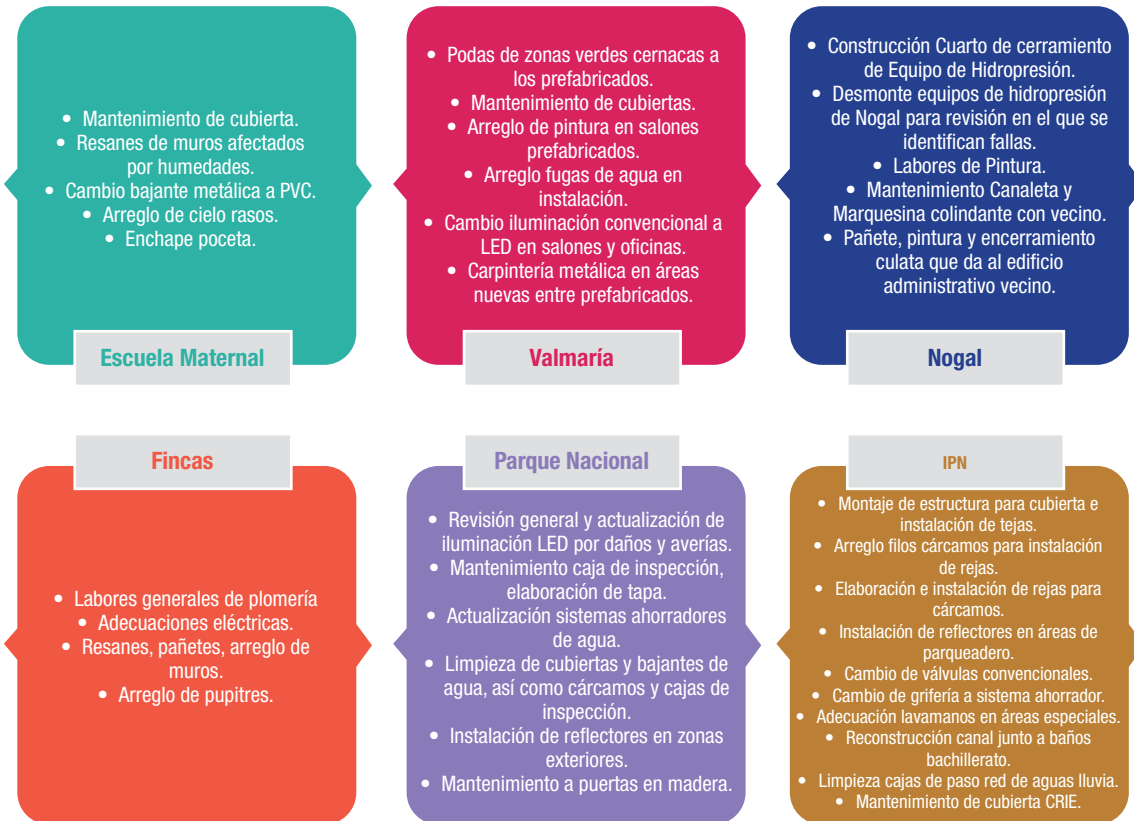 • Mantenimiento de cubierta.
• Resanes de muros afectados
por humedades.
• Cambio bajante metálica a PVC.
• Arreglo de cielo rasos.
• Enchape poceta.
Escuela Maternal
• Podas de zonas verdes cernacas a
los prefabricados.
• Mantenimiento de cubiertas.
• Arreglo de pintura en salones
prefabricados.
• Arreglo fugas de agua en
instalación.
• Cambio iluminación convencional a
LED en salones y oficinas.
• Carpintería metálica en áreas
nuevas entre prefabricados.
Valmaría
• Construcción Cuarto de cerramiento
de Equipo de Hidropresión.
• Desmonte equipos de hidropresión
de Nogal para revisión en el que se
identifican fallas.
• Labores de Pintura.
• Mantenimiento Canaleta y
Marquesina colindante con vecino.
• Pañete, pintura y encerramiento
culata que da al edificio
administrativo vecino.
Nogal
Fincas
• Labores generales de plomería
• Adecuaciones eléctricas.
• Resanes, pañetes, arreglo de
muros.
• Arreglo de pupitres.
Parque Nacional
• Revisión general y actualización de
iluminación LED por daños y averías.
• Mantenimiento caja de inspección,
elaboración de tapa.
• Actualización sistemas ahorradores
de agua.
• Limpieza de cubiertas y bajantes de
agua, así como cárcamos y cajas de
inspección.
• Instalación de reflectores en zonas
exteriores.
• Mantenimiento a puertas en madera.
IPN
• Montaje de estructura para cubierta e
instalación de tejas.
• Arreglo filos cárcamos para instalación
de rejas.
• Elaboración e instalación de rejas para
cárcamos.
• Instalación de reflectores en áreas de
parqueadero.
• Cambio de válvulas convencionales.
• Cambio de grifería a sistema ahorrador.
• Adecuación lavamanos en áreas especiales.
• Reconstrucción canal junto a baños
bachillerato.
• Limpieza cajas de paso red de aguas lluvia.
• Mantenimiento de cubierta CRIE.